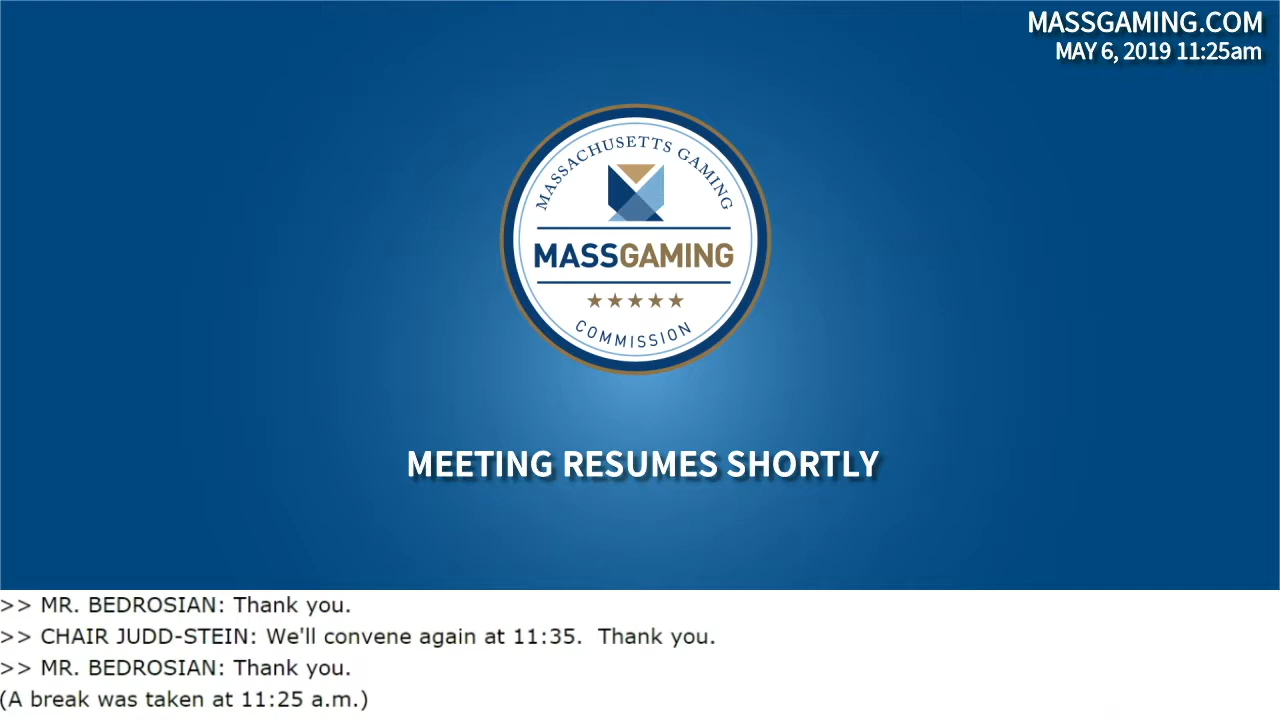 MASSGAMING.COM
MAY 6, 2019 11:25am
MASSACHUSETTS GAMING
MASSGAMING
COMMISSION
MEETING RESUMES SHORTLY
>> MR. BEDROSIAN: Thank you.
>> CHAIR JUDD-STEIN: We'll convene again at 11:35.  Thank you.
>> MR. BEDROSIAN: Thank you.
(A break was taken at 11:25 a.m.)